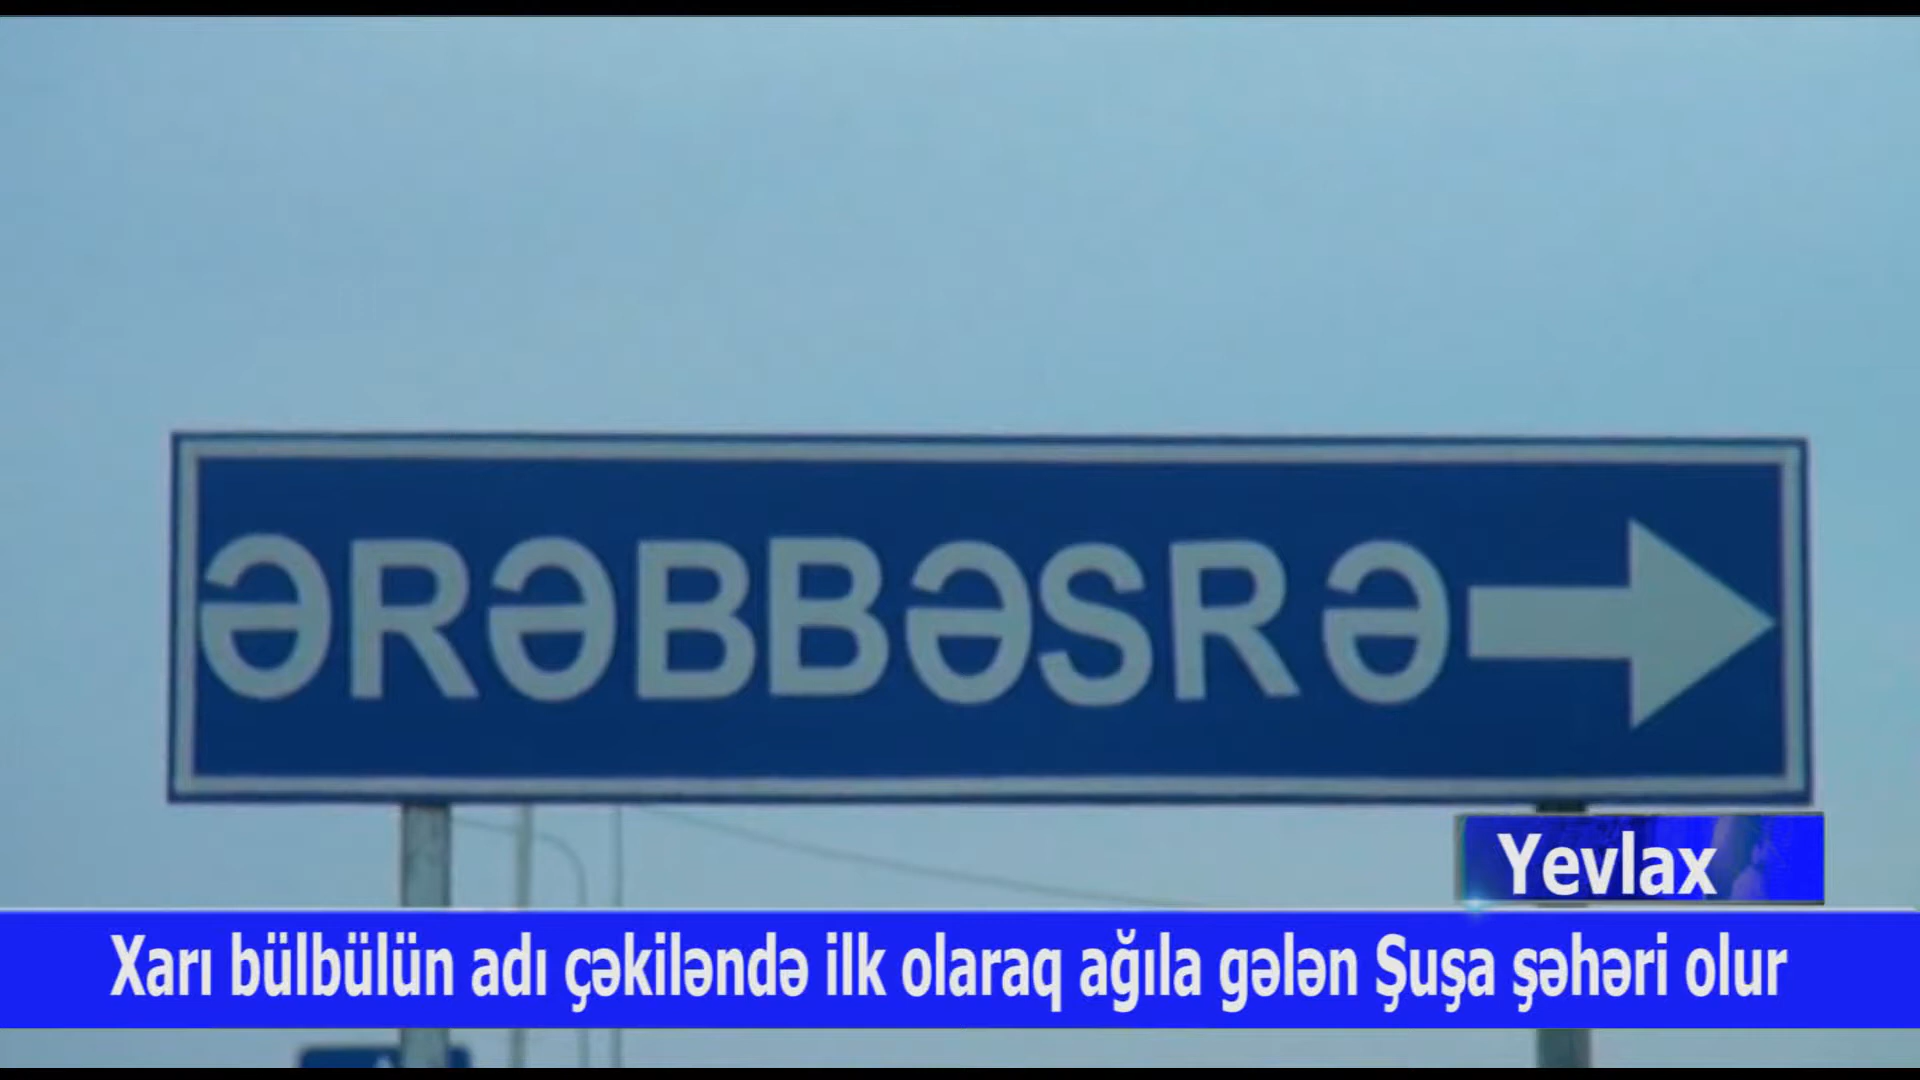 ƏRƏBBƏSRƏ
Yevlax
Xarı bülbülün adı çəkiləndə ilk olaraq ağıla gələn Şuşa şəhəri olur